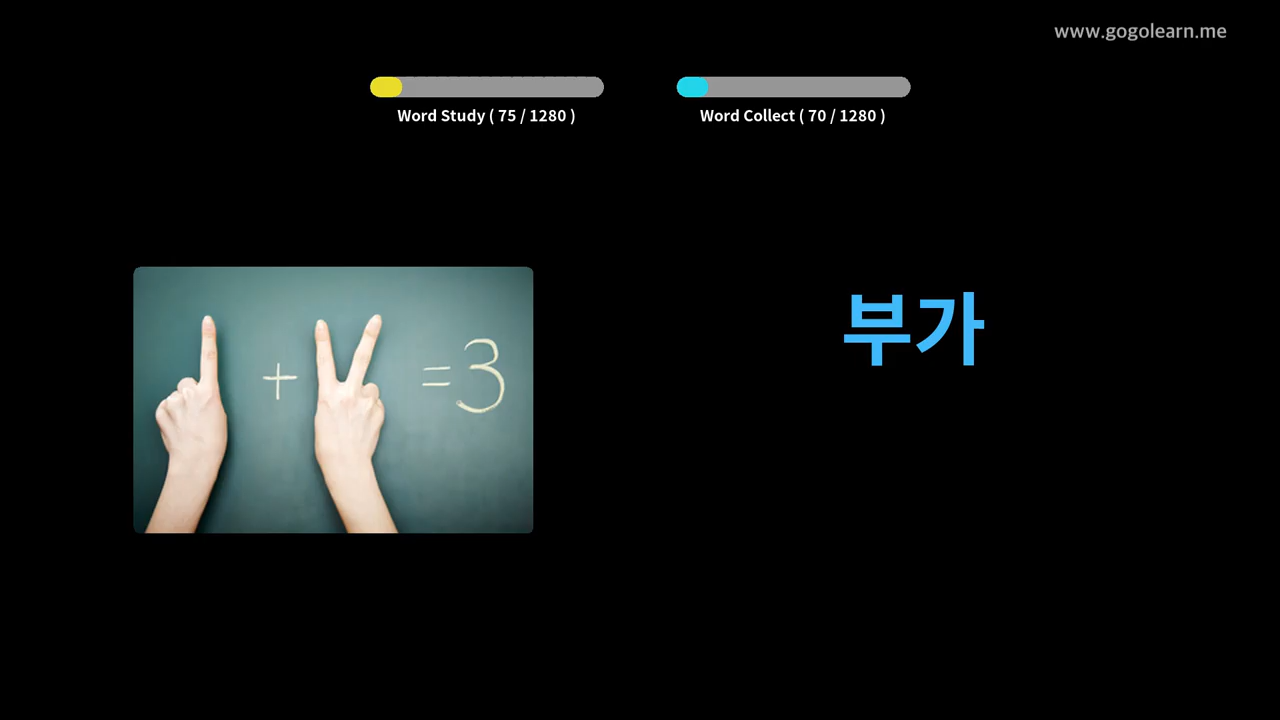 www.gogolearn.me
Word Study ( 75 / 1280 )
Word Collect ( 70 / 1280 )
부가
+ = 3